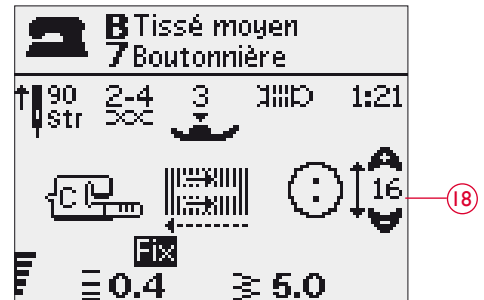 B Tissé moyen
7 Boutonnière
90 2-4 3 1:21
Str
C 16
18
Fix
0.4 5.0